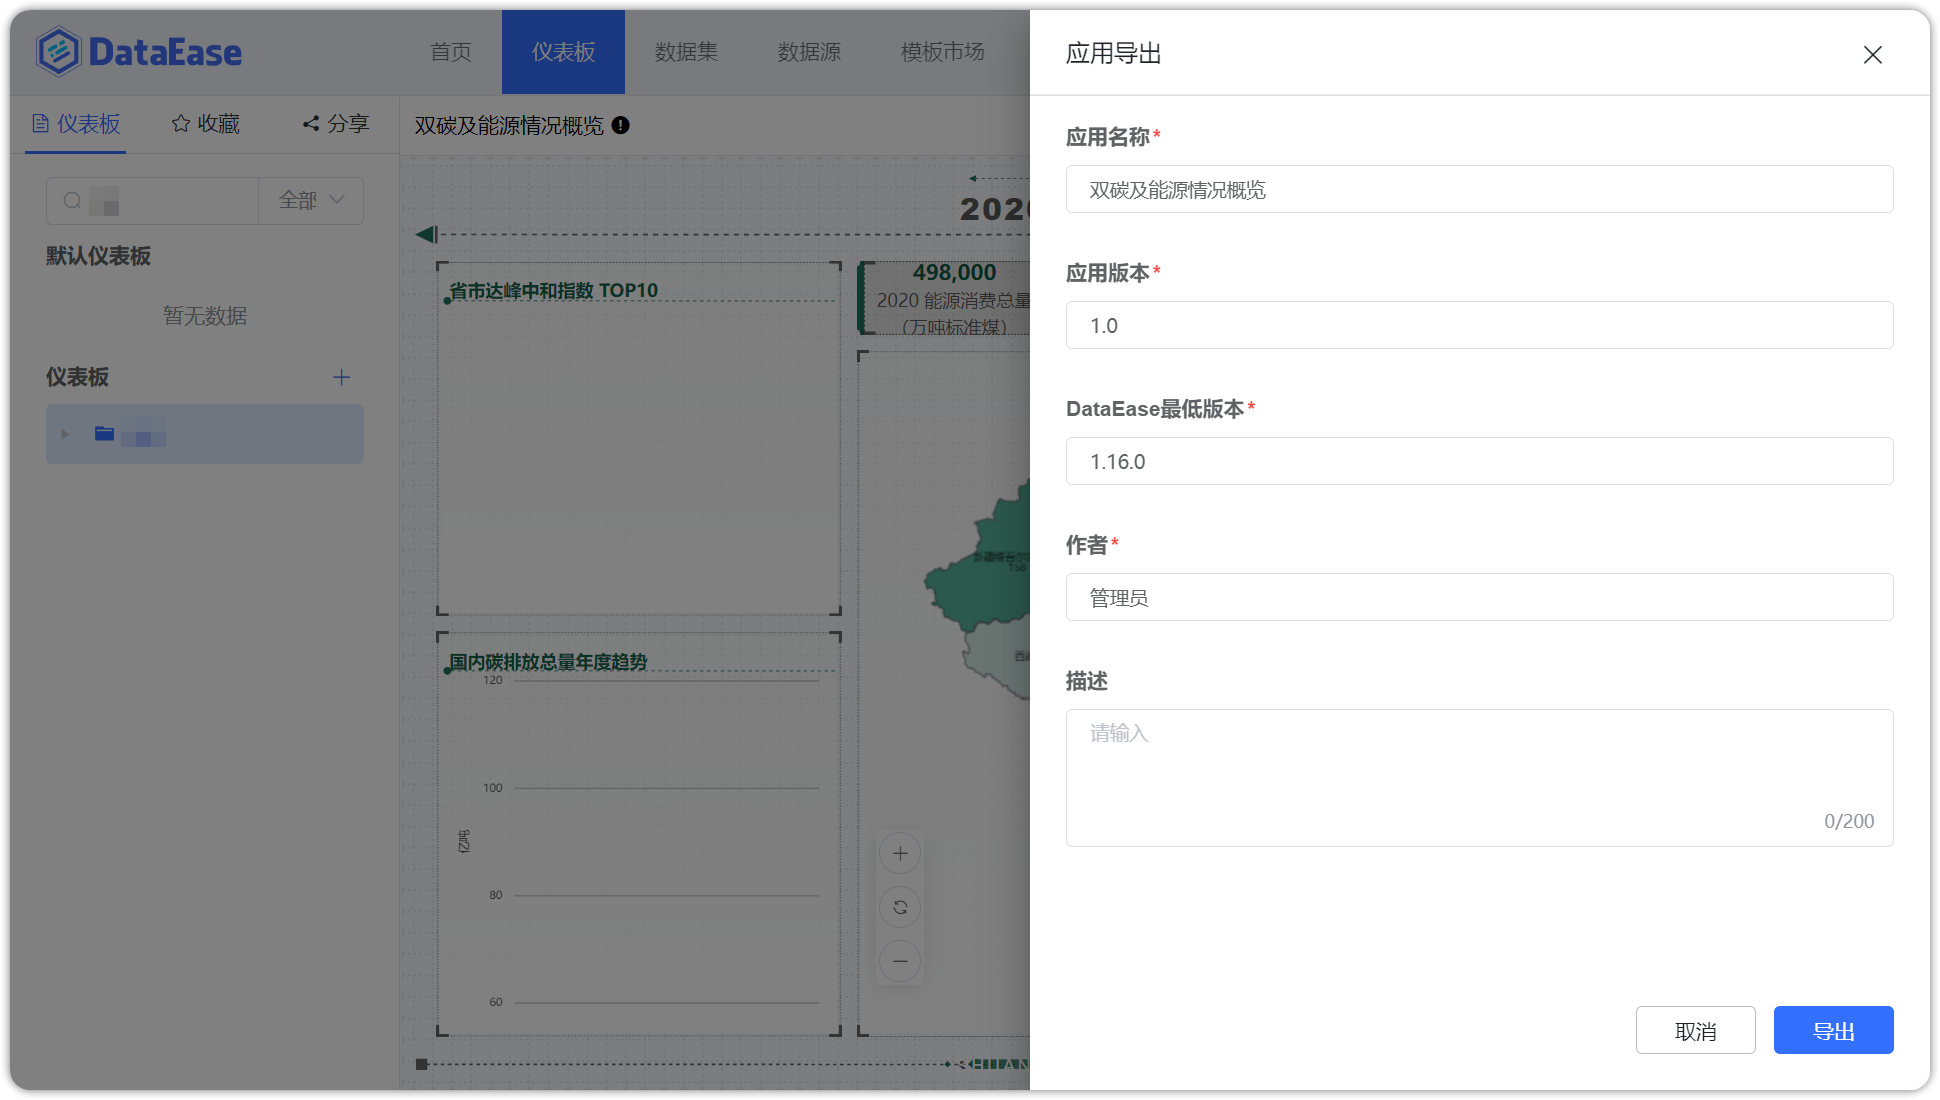 DataEase
首页
仪表板
数据集
数据源
模板市场
仪表板
收藏
分享
全部
默认仪表板
暂无数据
仪表板
双碳及能源情况概览
202
省市达峰中和指数 TOP10
498,000
2020 能源消费总量
（万吨标准煤）
158
国内碳排放总量年度趋势
120
100
80
60
亿吨
应用导出
应用名称*
双碳及能源情况概览
应用版本*
1.0
DataEase最低版本*
1.16.0
作者*
管理员
描述
请输入
0/200
取消
导出